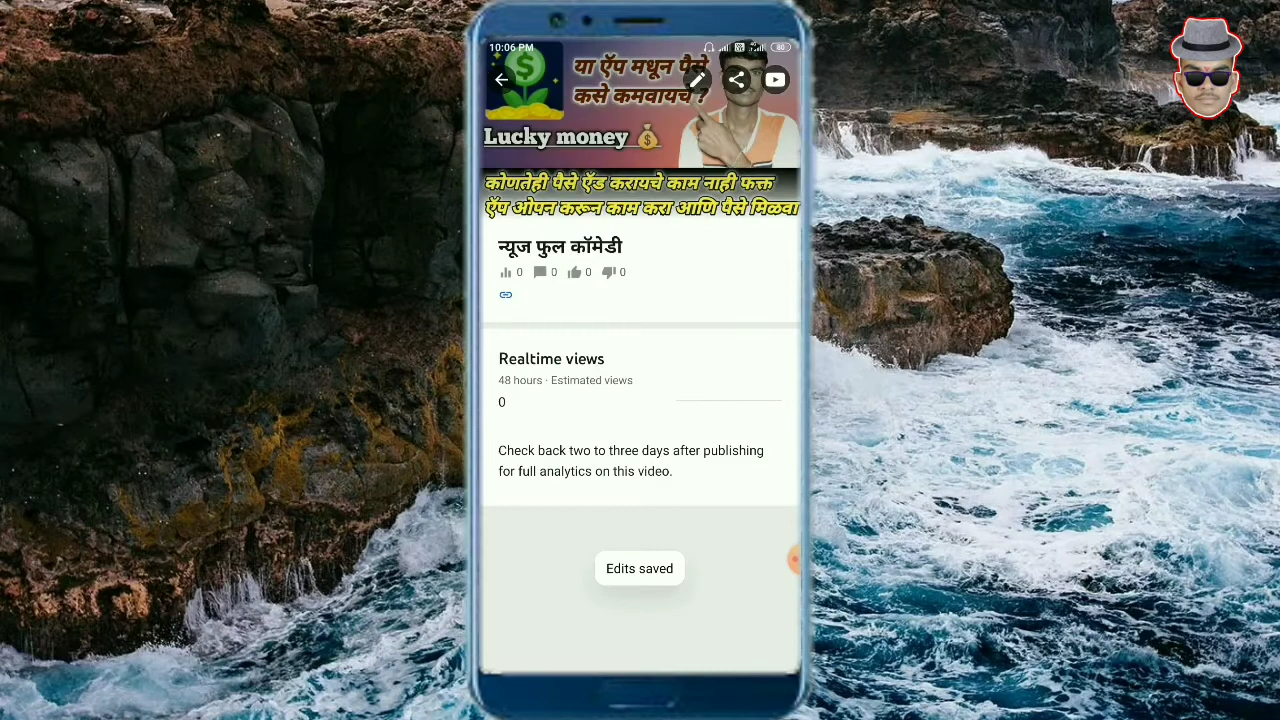 10:06 PM
80
या ऍप मधून पैसे
कसे कमवायचे ?
Lucky money
कोणतेही पैसे ऍड करायचे काम नाही फक्त
ऍप ओपन करून काम करा आणि पैसे मिळवा
न्यूज फुल कॉमेडी
0 0 0 0
Realtime views
48 hours · Estimated views
0
Check back two to three days after publishing
for full analytics on this video.
Edits saved